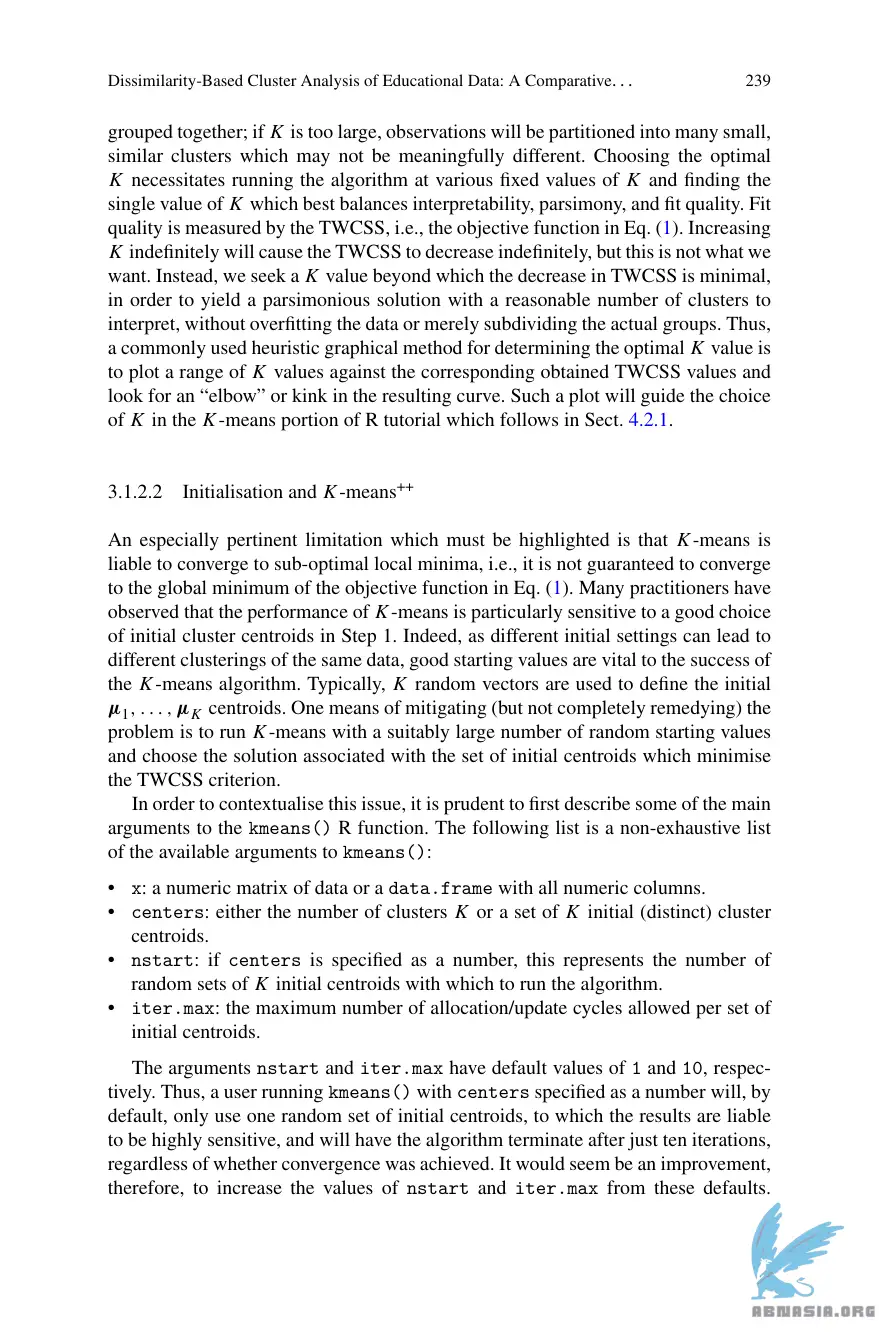 Dissimilarity-Based Cluster Analysis of Educational Data: A Comparative. . . 239
grouped together; if K is too large, observations will be partitioned into many small,
similar clusters which may not be meaningfully different. Choosing the optimal
K necessitates running the algorithm at various fixed values of K and finding the
single value of K which best balances interpretability, parsimony, and fit quality. Fit
quality is measured by the TWCSS, i.e., the objective function in Eq. (1). Increasing
K indefinitely will cause the TWCSS to decrease indefinitely, but this is not what we
want. Instead, we seek a K value beyond which the decrease in TWCSS is minimal,
in order to yield a parsimonious solution with a reasonable number of clusters to
interpret, without overfitting the data or merely subdividing the actual groups. Thus,
a commonly used heuristic graphical method for determining the optimal K value is
to plot a range of K values against the corresponding obtained TWCSS values and
look for an “elbow” or kink in the resulting curve. Such a plot will guide the choice
of K in the K-means portion of R tutorial which follows in Sect. 4.2.1.
3.1.2.2 Initialisation and K-means⁺⁺
An especially pertinent limitation which must be highlighted is that K-means is
liable to converge to sub-optimal local minima, i.e., it is not guaranteed to converge
to the global minimum of the objective function in Eq. (1). Many practitioners have
observed that the performance of K-means is particularly sensitive to a good choice
of initial cluster centroids in Step 1. Indeed, as different initial settings can lead to
different clusterings of the same data, good starting values are vital to the success of
the K-means algorithm. Typically, K random vectors are used to define the initial
μ₁, . . . , μ_K centroids. One means of mitigating (but not completely remedying) the
problem is to run K-means with a suitably large number of random starting values
and choose the solution associated with the set of initial centroids which minimise
the TWCSS criterion.
In order to contextualise this issue, it is prudent to first describe some of the main
arguments to the kmeans() R function. The following list is a non-exhaustive list
of the available arguments to kmeans():
• x: a numeric matrix of data or a data.frame with all numeric columns.
• centers: either the number of clusters K or a set of K initial (distinct) cluster
centroids.
• nstart: if centers is specified as a number, this represents the number of
random sets of K initial centroids with which to run the algorithm.
• iter.max: the maximum number of allocation/update cycles allowed per set of
initial centroids.
The arguments nstart and iter.max have default values of 1 and 10, respec-
tively. Thus, a user running kmeans() with centers specified as a number will, by
default, only use one random set of initial centroids, to which the results are liable
to be highly sensitive, and will have the algorithm terminate after just ten iterations,
regardless of whether convergence was achieved. It would seem be an improvement,
therefore, to increase the values of nstart and iter.max from these defaults.
ABNASIA.ORG